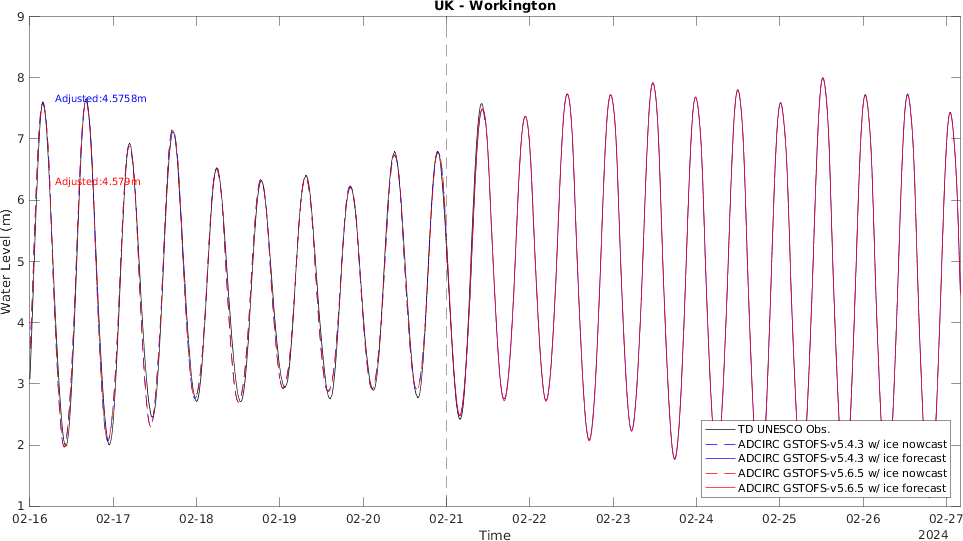 UK - Workington
9
8
7
6
5
4
3
2
1
Water Level (m)
Adjusted:4.5758m
Adjusted:4.579m
TD UNESCO Obs.
ADCIRC GSTOFS-v5.4.3 w/ ice nowcast
ADCIRC GSTOFS-v5.4.3 w/ ice forecast
ADCIRC GSTOFS-v5.6.5 w/ ice nowcast
ADCIRC GSTOFS-v5.6.5 w/ ice forecast
02-16 02-17 02-18 02-19 02-20 02-21 02-22 02-23 02-24 02-25 02-26 02-27
Time
2024